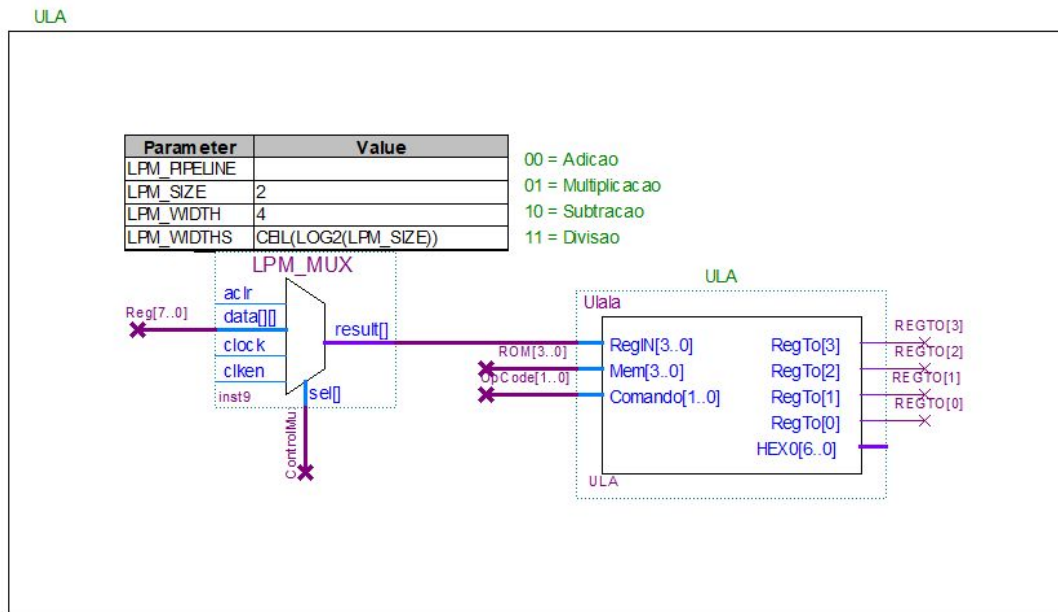 ULA
Parameter Value
LPM_PIPELINE
LPM_SIZE 2
LPM_WIDTH 4
LPM_WIDTHS CEIL(LOG2(LPM_SIZE))
00 = Adicao
01 = Multiplicacao
10 = Subtracao
11 = Divisao
LPM_MUX
aclr
data[][]
clock
clken
inst9
sel[]
result[]
Reg[7..0]
ControlMu
ULA
Ulala
ROM[3..0]
OpCode[1..0]
RegIN[3..0]
Mem[3..0]
Comando[1..0]
RegTo[3]
RegTo[2]
RegTo[1]
RegTo[0]
HEX0[6..0]
ULA
REGTO[3]
REGTO[2]
REGTO[1]
REGTO[0]